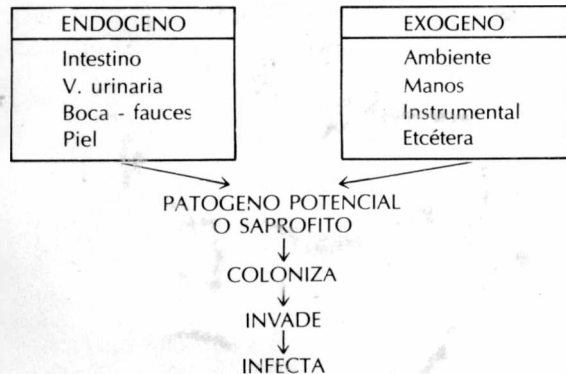 ENDOGENO
Intestino
V. urinaria
Boca - fauces
Piel
EXOGENO
Ambiente
Manos
Instrumental
Etcétera
PATOGENO POTENCIAL
O SAPROFITO
COLONIZA
INVADE
INFECTA